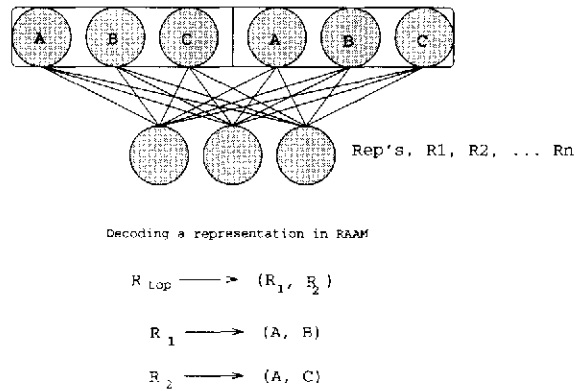 A B C A B C
Rep's, R1, R2, ... Rn
Decoding a representation in RAAM
R top → (R1, R2)
R1 → (A, B)
R2 → (A, C)